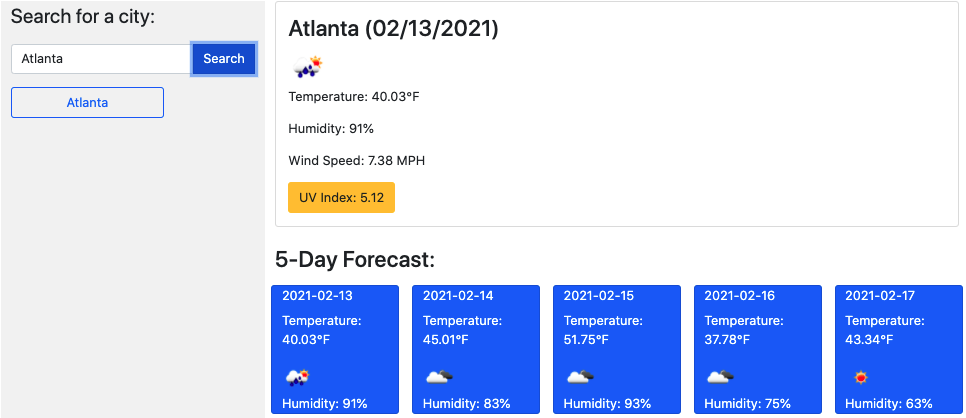 Search for a city:
Atlanta
Search
Atlanta
Atlanta (02/13/2021)
Temperature: 40.03°F
Humidity: 91%
Wind Speed: 7.38 MPH
UV Index: 5.12
5-Day Forecast:
2021-02-13
Temperature:
40.03°F
Humidity: 91%
2021-02-14
Temperature:
45.01°F
Humidity: 83%
2021-02-15
Temperature:
51.75°F
Humidity: 93%
2021-02-16
Temperature:
37.78°F
Humidity: 75%
2021-02-17
Temperature:
43.34°F
Humidity: 63%